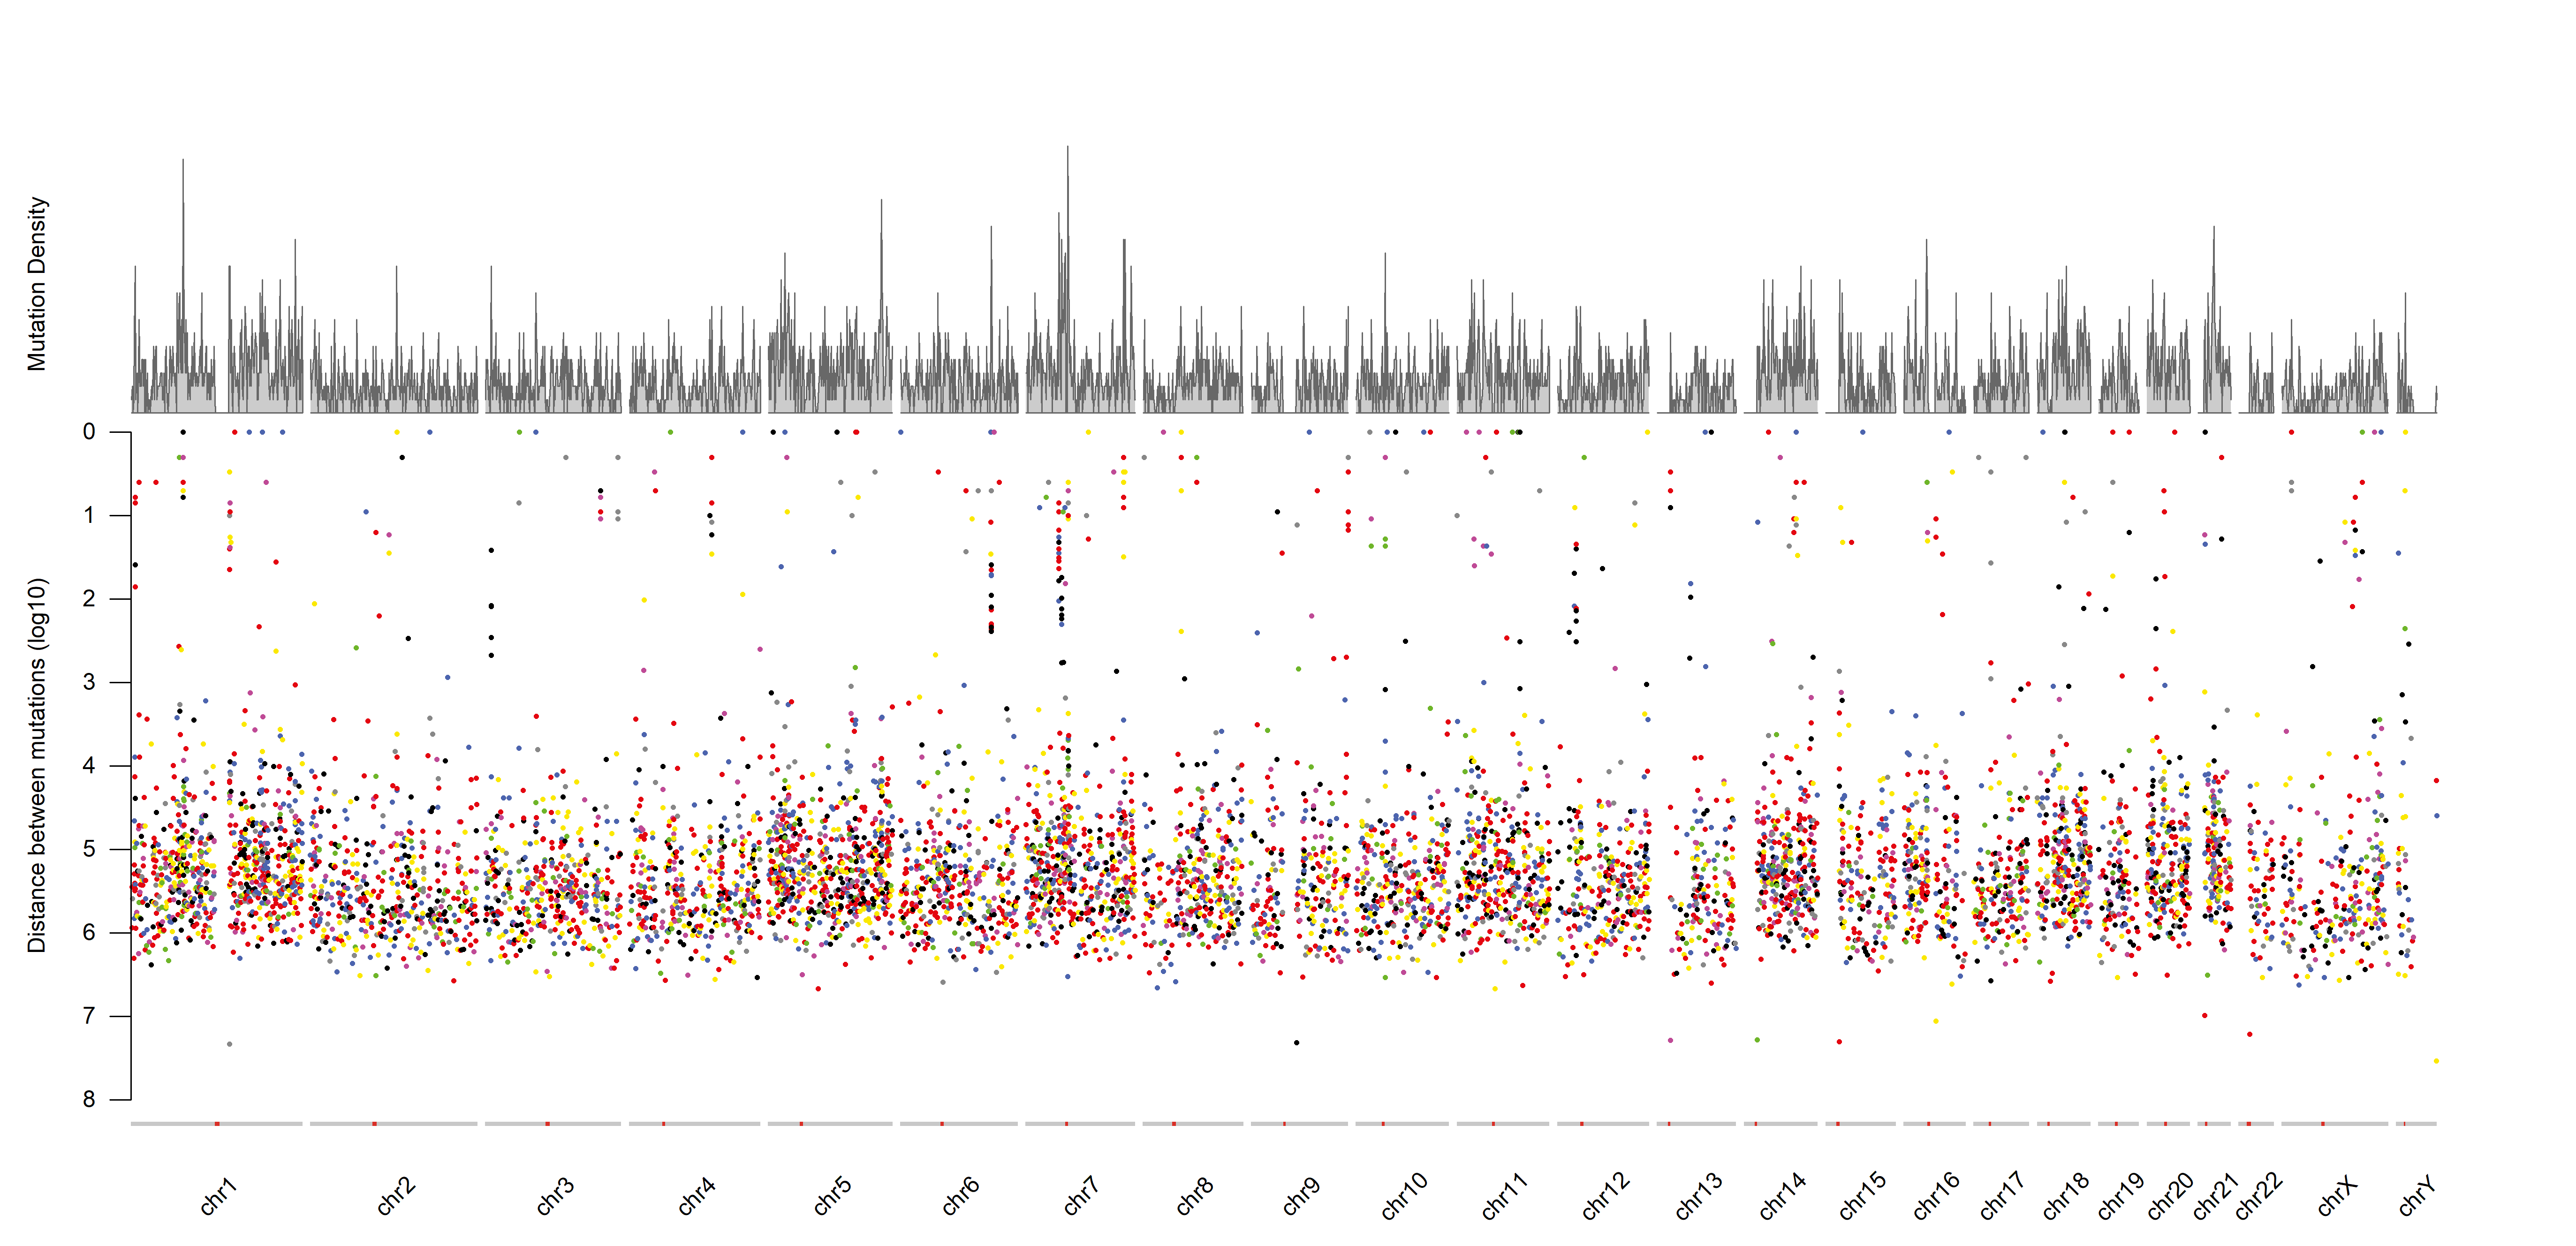 Mutation Density
Distance between mutations (log10)
0
1
2
3
4
5
6
7
8
chr1
chr2
chr3
chr4
chr5
chr6
chr7
chr8
chr9
chr10
chr11
chr12
chr13
chr14
chr15
chr16
chr17
chr18
chr19
chr20
chr21
chr22
chrX
chrY